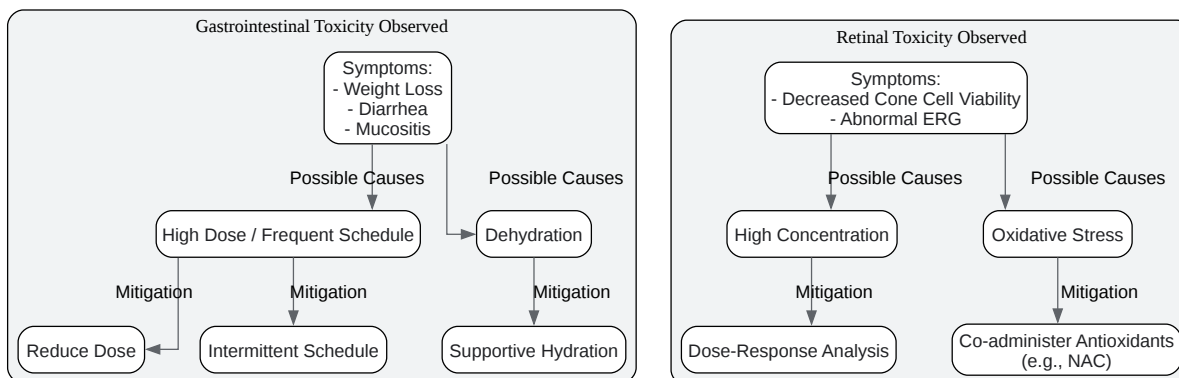 Gastrointestinal Toxicity Observed
Symptoms:
- Weight Loss
- Diarrhea
- Mucositis
Possible Causes
Possible Causes
High Dose / Frequent Schedule
Dehydration
Mitigation
Mitigation
Mitigation
Reduce Dose
Intermittent Schedule
Supportive Hydration
Retinal Toxicity Observed
Symptoms:
- Decreased Cone Cell Viability
- Abnormal ERG
Possible Causes
Possible Causes
High Concentration
Oxidative Stress
Mitigation
Mitigation
Dose-Response Analysis
Co-administer Antioxidants
(e.g., NAC)